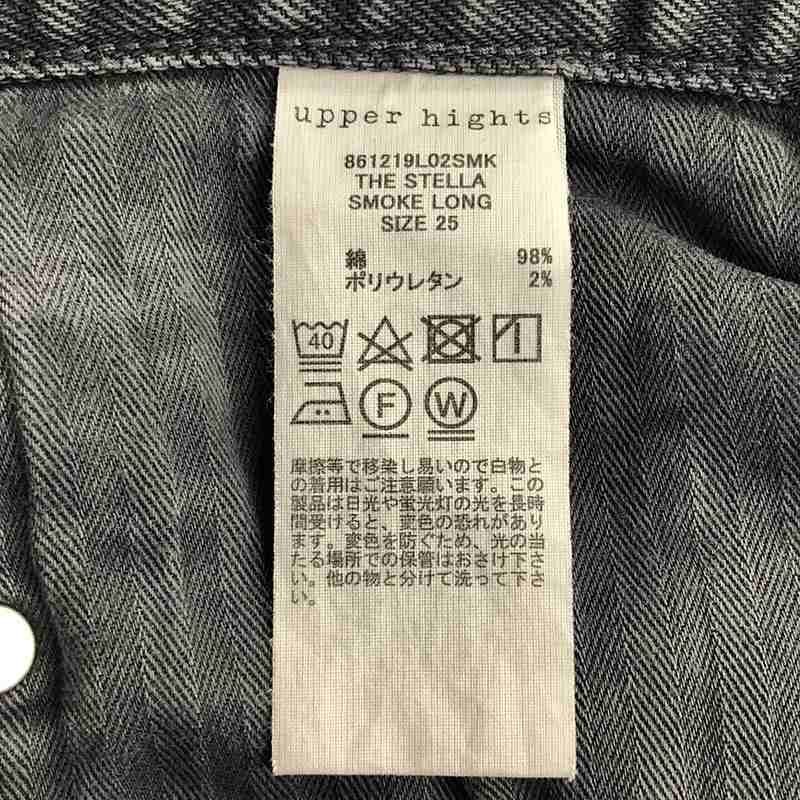 upper hights
861219L02SMK
THE STELLA
SMOKE LONG
SIZE 25
綿 98%
ポリウレタン 2%
40
F W
摩擦等で移染し易いので白物と
の着用はご注意願います。この
製品は日光や蛍光灯の光を長時
間受けると、変色の恐れがあり
ます。変色を防ぐため、光の当
たる場所での保管はおさけ下さ
い。他の物と分けて洗って下さ
い。